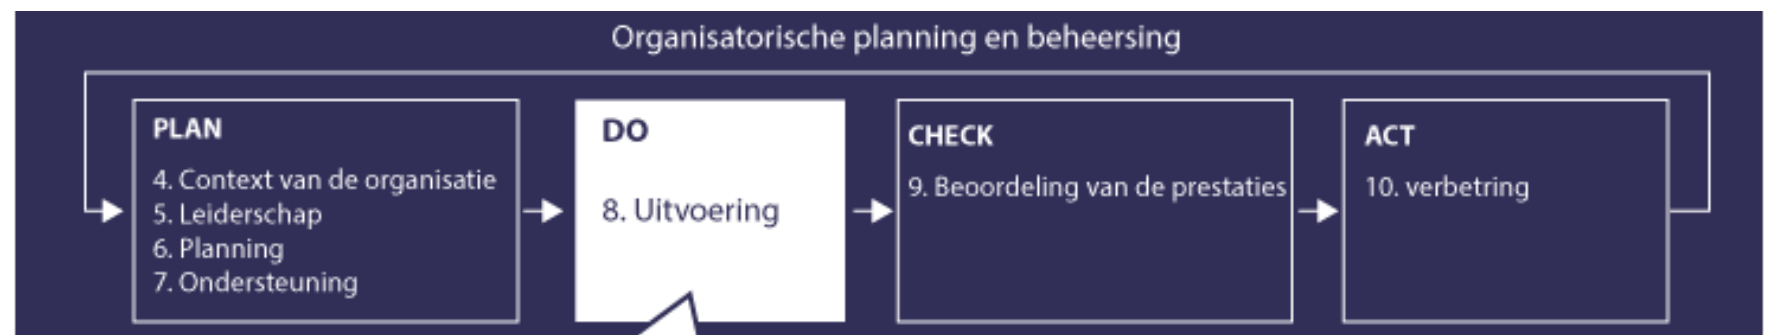 Organisatorische planning en beheersing
PLAN
4. Context van de organisatie
5. Leiderschap
6. Planning
7. Ondersteuning
DO
8. Uitvoering
CHECK
9. Beoordeling van de prestaties
ACT
10. verbetring